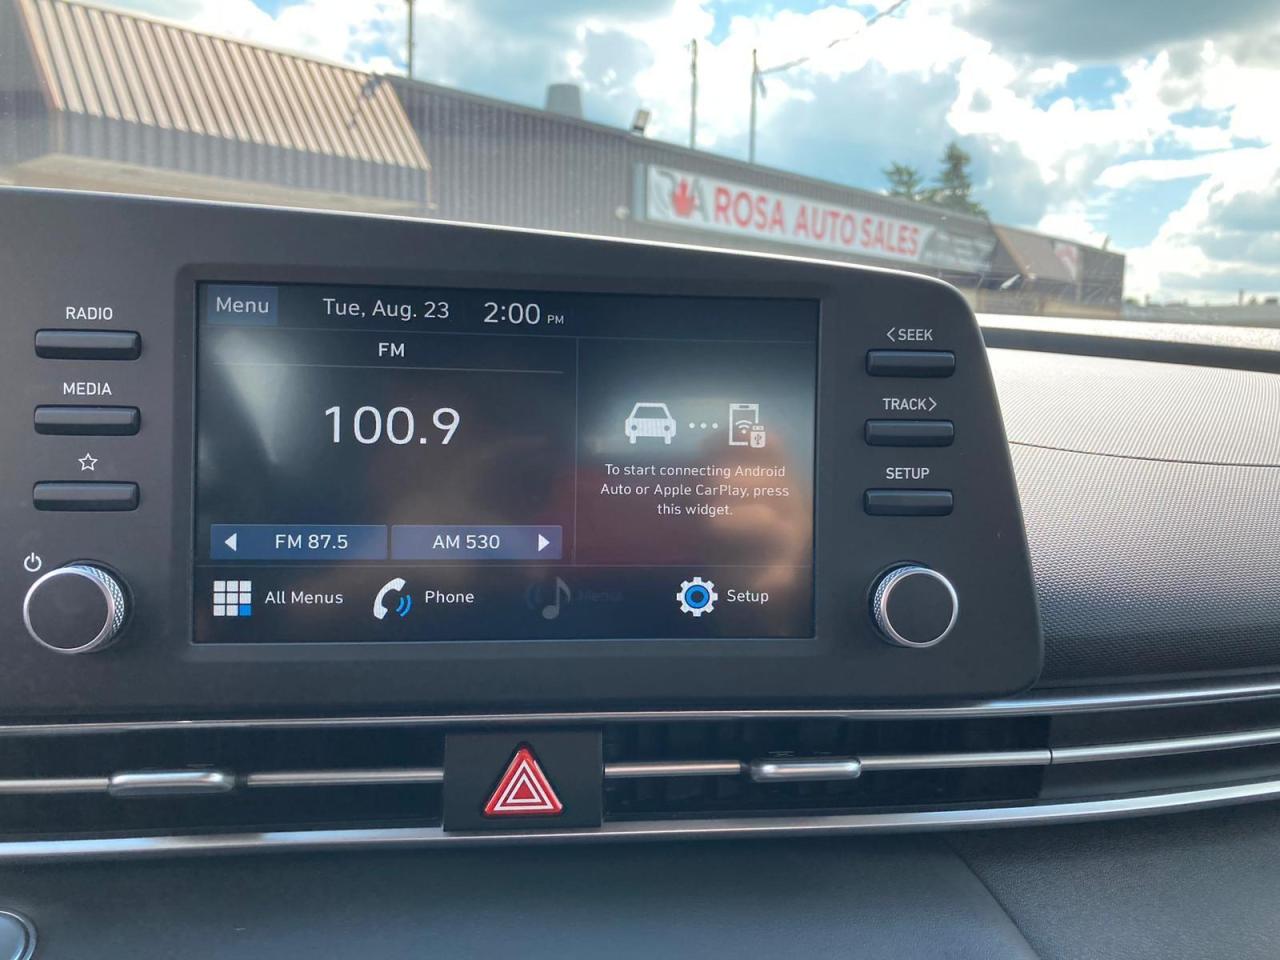 ROSA AUTO SALES
RADIO
MEDIA
Menu
Tue, Aug. 23
2:00 PM
FM
100.9
FM 87.5
AM 530
To start connecting Android
Auto or Apple CarPlay, press
this widget.
All Menus
Phone
Setup
<SEEK
TRACK>
SETUP